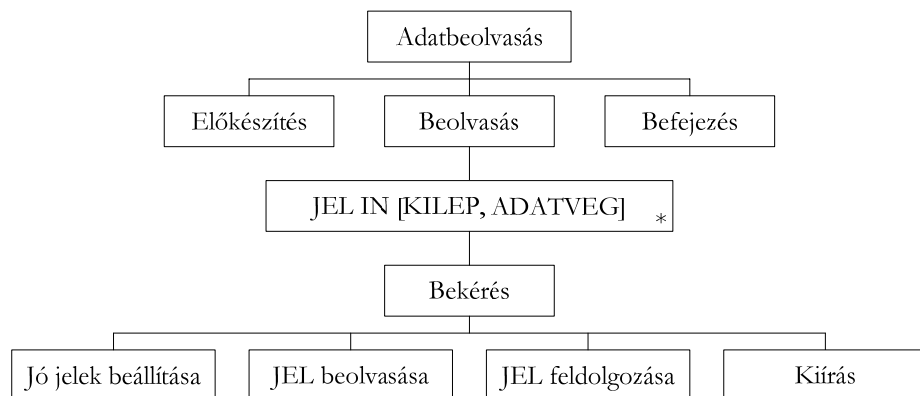 Adatbeolvasás
Előkészítés
Beolvasás
Befejezés
JEL IN [KILEP, ADATVEG]
*
Bekérés
Jó jelek beállítása
JEL beolvasása
JEL feldolgozása
Kiírás